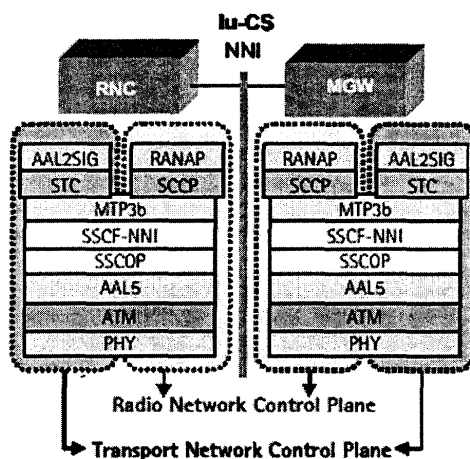 Iu-CS
NNI
RNC
MGW
AAL2SIG
RANAP
RANAP
AAL2SIG
STC
SCCP
SCCP
STC
MTP3b
MTP3b
SSCF-NNI
SSCF-NNI
SSCOP
SSCOP
AAL5
AAL5
ATM
ATM
PHY
PHY
Radio Network Control Plane
Transport Network Control Plane